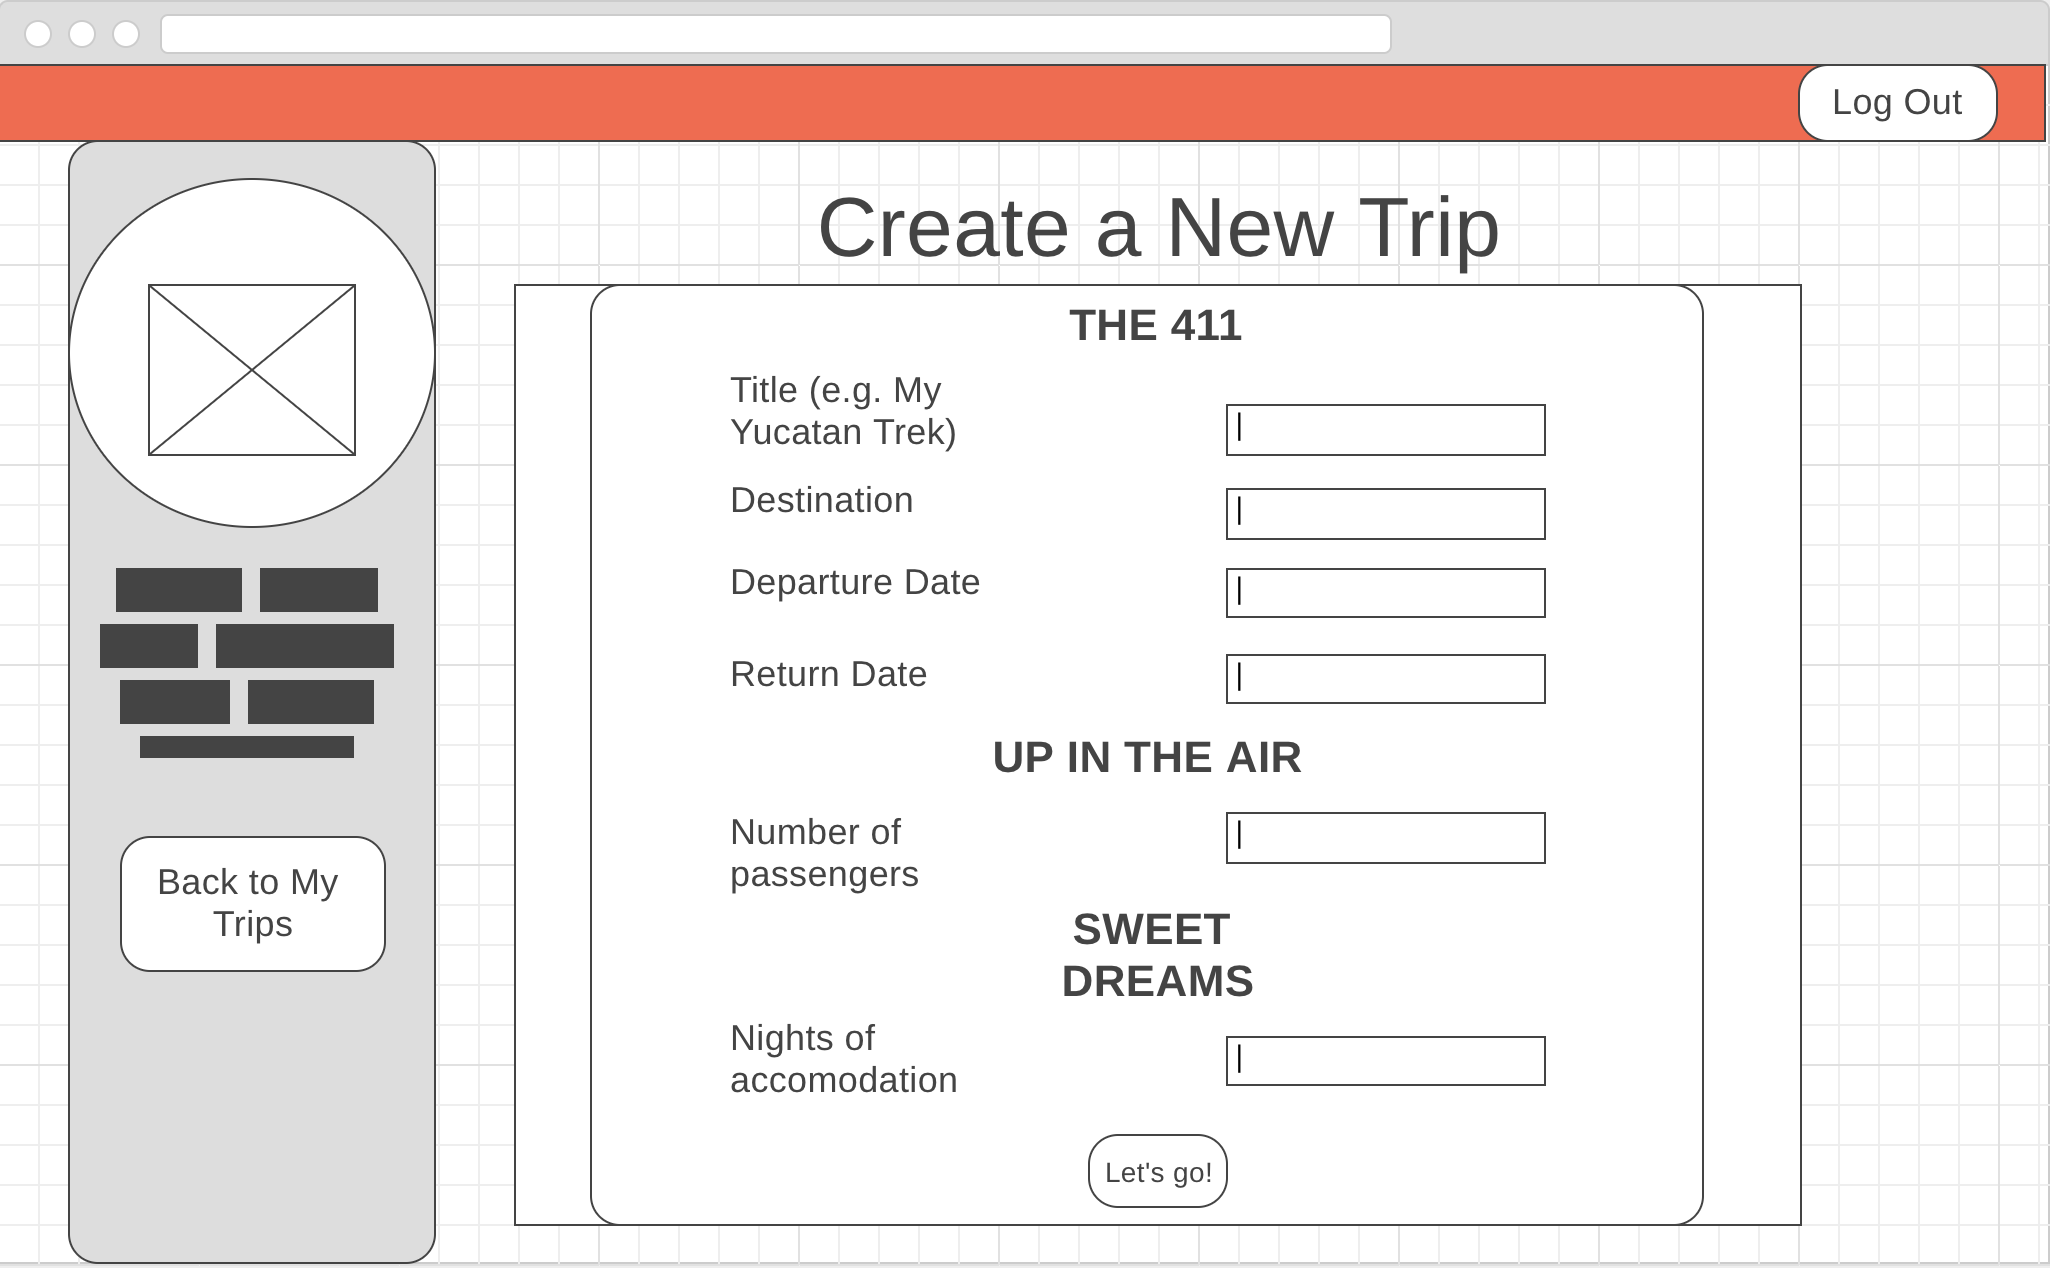 Log Out
Create a New Trip
THE 411
Title (e.g. My
Yucatan Trek)
Destination
Departure Date
Return Date
UP IN THE AIR
Number of
passengers
Back to My
Trips
SWEET
DREAMS
Nights of
accomodation
Let's go!